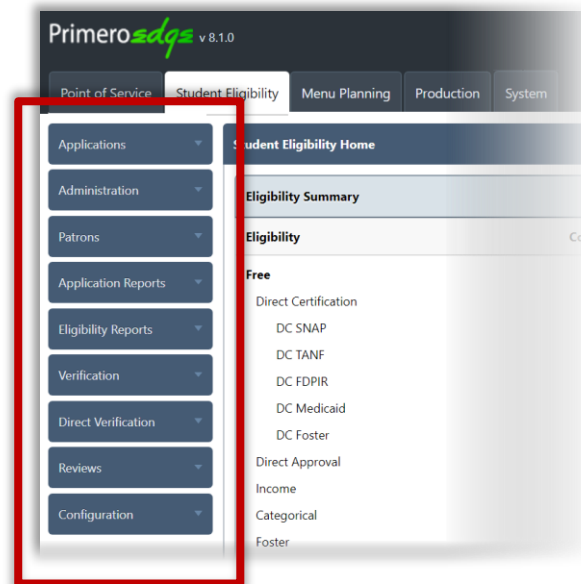 Primeroedge v 8.1.0
Point of Service Student Eligibility Menu Planning Production System
Applications
Administration
Patrons
Application Reports
Eligibility Reports
Verification
Direct Verification
Reviews
Configuration
Student Eligibility Home
Eligibility Summary
Eligibility
Free
Direct Certification
DC SNAP
DC TANF
DC FDPIR
DC Medicaid
DC Foster
Direct Approval
Income
Categorical
Foster